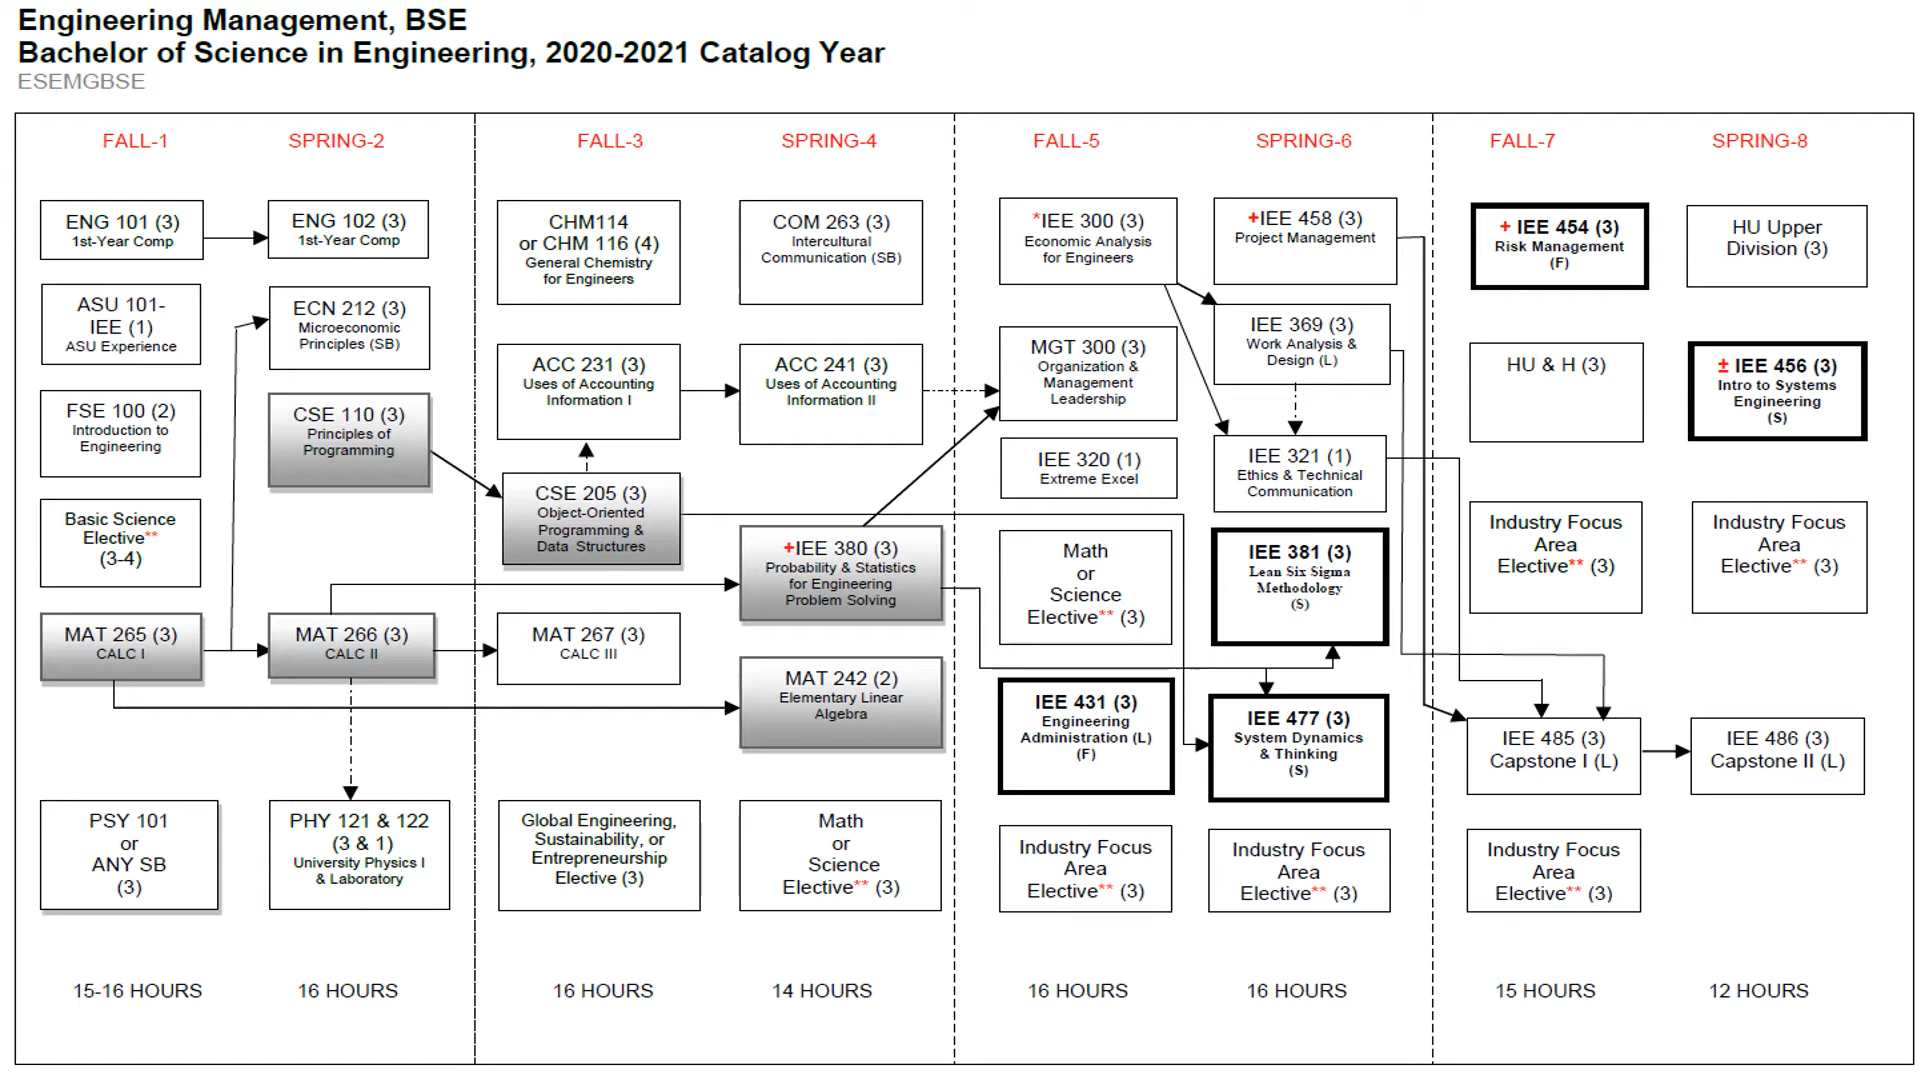 Engineering Management, BSE
Bachelor of Science in Engineering, 2020-2021 Catalog Year
ESEMGBSE
FALL-1
ENG 101 (3)
1st-Year Comp
ASU 101-
IEE (1)
ASU Experience
FSE 100 (2)
Introduction to
Engineering
Basic Science
Elective**
(3-4)
MAT 265 (3)
CALC I
PSY 101
or
ANY SB
(3)
15-16 HOURS
SPRING-2
ENG 102 (3)
1st-Year Comp
ECN 212 (3)
Microeconomic
Principles (SB)
CSE 110 (3)
Principles of
Programming
MAT 266 (3)
CALC II
PHY 121 & 122
(3 & 1)
University Physics I
& Laboratory
16 HOURS
FALL-3
CHM114
or CHM 116 (4)
General Chemistry
for Engineers
ACC 231 (3)
Uses of Accounting
Information I
CSE 205 (3)
Object-Oriented
Programming &
Data Structures
MAT 267 (3)
CALC III
Global Engineering,
Sustainability, or
Entrepreneurship
Elective (3)
16 HOURS
SPRING-4
COM 263 (3)
Intercultural
Communication (SB)
ACC 241 (3)
Uses of Accounting
Information II
+IEE 380 (3)
Probability & Statistics
for Engineering
Problem Solving
MAT 242 (2)
Elementary Linear
Algebra
Math
or
Science
Elective** (3)
14 HOURS
FALL-5
*IEE 300 (3)
Economic Analysis
for Engineers
MGT 300 (3)
Organization &
Management
Leadership
IEE 320 (1)
Extreme Excel
Math
or
Science
Elective** (3)
IEE 431 (3)
Engineering
Administration (L)
(F)
Industry Focus
Area
Elective** (3)
16 HOURS
SPRING-6
+IEE 458 (3)
Project Management
IEE 369 (3)
Work Analysis &
Design (L)
IEE 321 (1)
Ethics & Technical
Communication
IEE 381 (3)
Lean Six Sigma
Methodology
(S)
IEE 477 (3)
System Dynamics
& Thinking
(S)
Industry Focus
Area
Elective** (3)
16 HOURS
FALL-7
+ IEE 454 (3)
Risk Management
(F)
HU & H (3)
Industry Focus
Area
Elective** (3)
IEE 485 (3)
Capstone I (L)
Industry Focus
Area
Elective** (3)
15 HOURS
SPRING-8
HU Upper
Division (3)
± IEE 456 (3)
Intro to Systems
Engineering
(S)
Industry Focus
Area
Elective** (3)
IEE 486 (3)
Capstone II (L)
12 HOURS